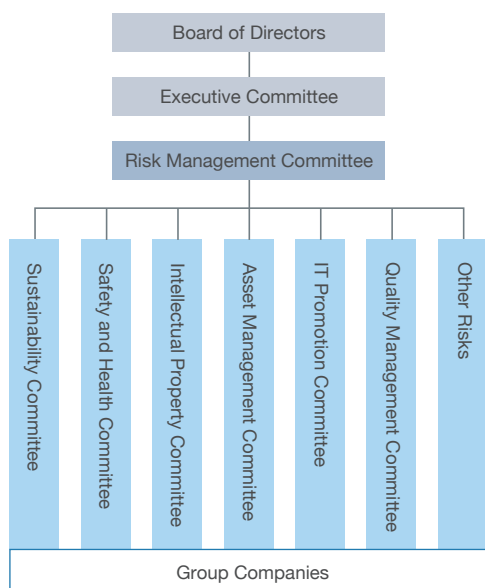 Board of Directors
Executive Committee
Risk Management Committee
Sustainability Committee
Safety and Health Committee
Intellectual Property Committee
Asset Management Committee
IT Promotion Committee
Quality Management Committee
Other Risks
Group Companies